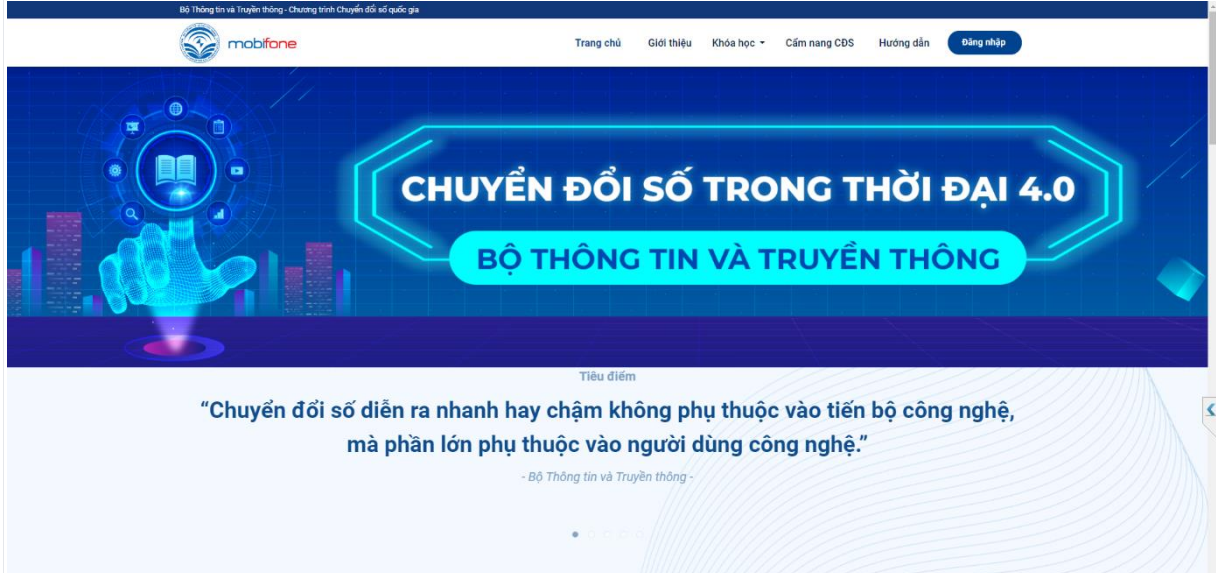 Bộ Thông tin và Truyền thông - Chương trình Chuyển đổi số quốc gia
mobifone
Trang chủ Giới thiệu Khóa học Cẩm nang CĐS Hướng dẫn Đăng nhập
CHUYỂN ĐỔI SỐ TRONG THỜI ĐẠI 4.0
BỘ THÔNG TIN VÀ TRUYỀN THÔNG
Tiêu điểm
“Chuyển đổi số diễn ra nhanh hay chậm không phụ thuộc vào tiến bộ công nghệ,
mà phần lớn phụ thuộc vào người dùng công nghệ.”
- Bộ Thông tin và Truyền thông -